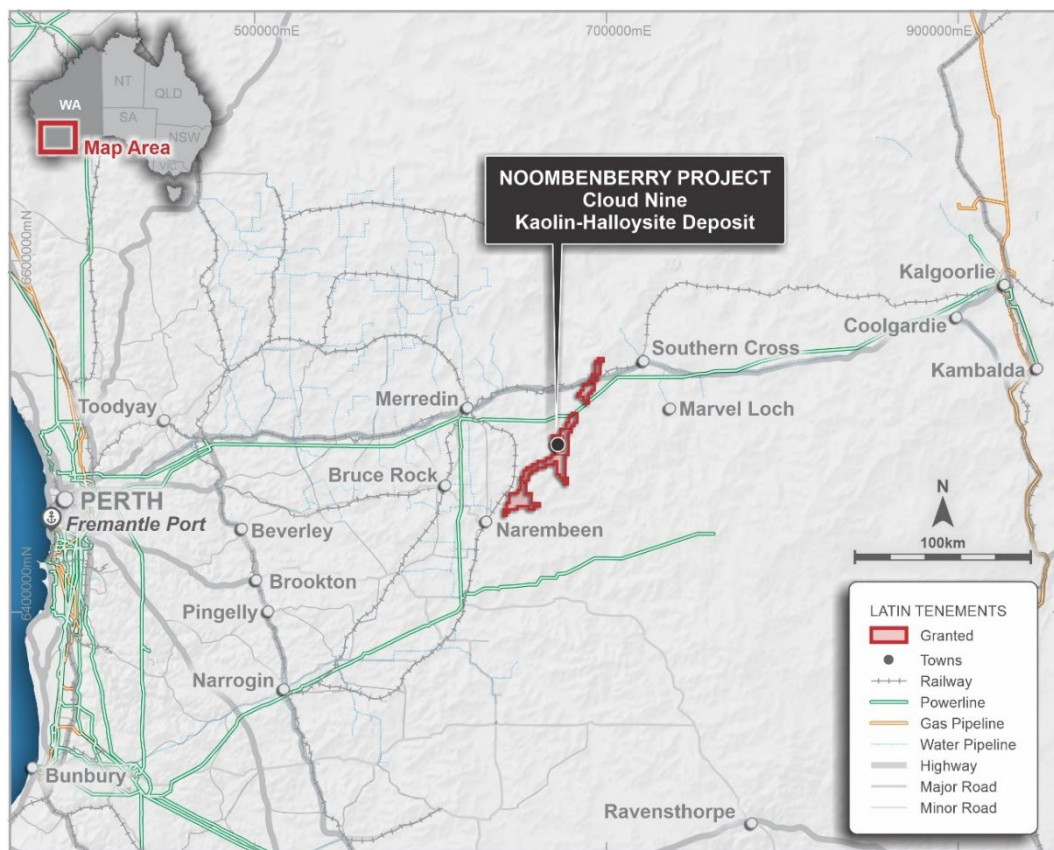 500000mE
700000mE
900000mE
NT
QLD
WA
SA
NSW
VIC
Map Area
NOOMBENBERRY PROJECT
Cloud Nine
Kaolin-Halloysite Deposit
6600000mN
Kalgoorlie
Coolgardie
Southern Cross
Kambalda
Merredin
Marvel Loch
Toodyay
Bruce Rock
PERTH
Fremantle Port
Narembeen
Beverley
N
100km
Brookton
6400000mN
Pingelly
Narrogin
Bunbury
Ravensthorpe
LATIN TENEMENTS
Granted
Towns
Railway
Powerline
Gas Pipeline
Water Pipeline
Highway
Major Road
Minor Road